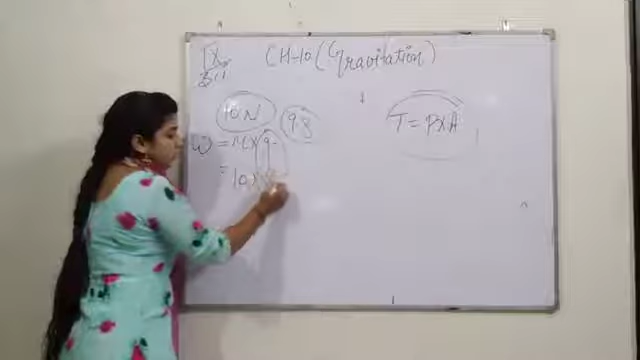 CH-10 (Gravitation)
10 N
9.8
W = m x g
= 10 x
T = P x A